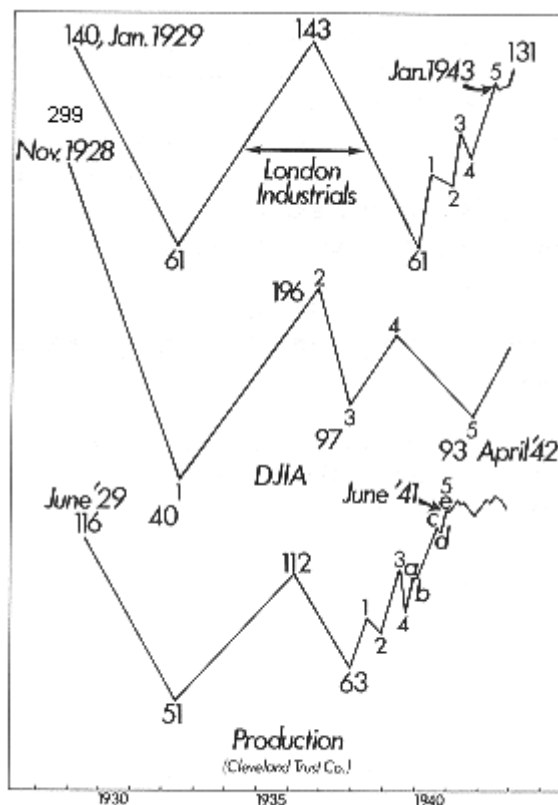 140, Jan. 1929
143
5
131
Jan. 1943
299
Nov. 1928
3
1
4
2
London
Industrials
61
61
2
196
4
3
97
5
93 April '42
DJIA
1
40
June '29
116
June '41
5
e
c
d
112
3
a
b
1
4
2
63
51
Production
(Cleveland Trust Co.)
1930
1935
1940